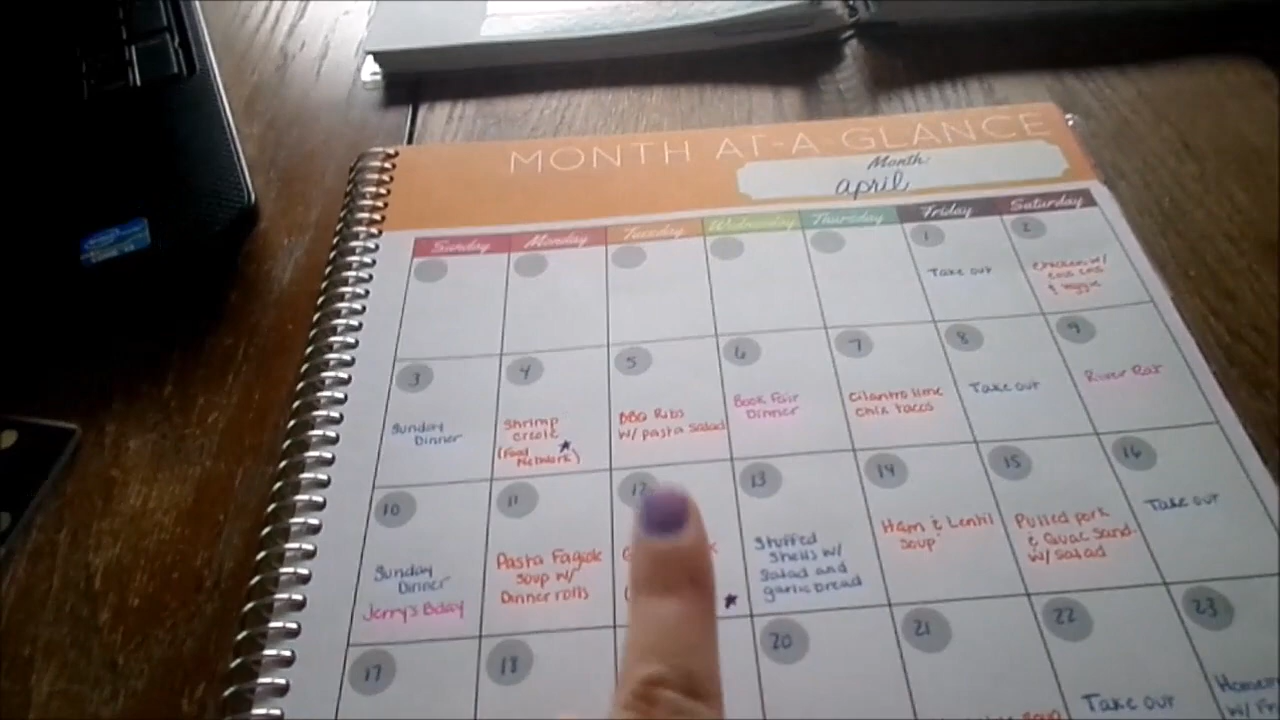 MONTH AT-A-GLANCE
Month:
april
Sunday Monday Tuesday Wednesday Thursday Friday Saturday
1
Take out
2
Chicken w/
cous cous
& veggie
3
Sunday
Dinner
4
Shrimp
creole
(Food
Network)
5
BBQ Ribs
w/ pasta salad
6
Book Fair
Dinner
7
Cilantro lime
chix tacos
8
Take out
9
River Rat
10
Sunday
Dinner
Jerry's Bday
11
Pasta Fagiole
Soup w/
Dinner rolls
12
13
Stuffed
Shells w/
Salad and
garlic bread
14
Ham & Lentil
Soup
15
Pulled pork
& Guac Sand.
w/ salad
16
Take out
17
18
20
21
22
Take out
23